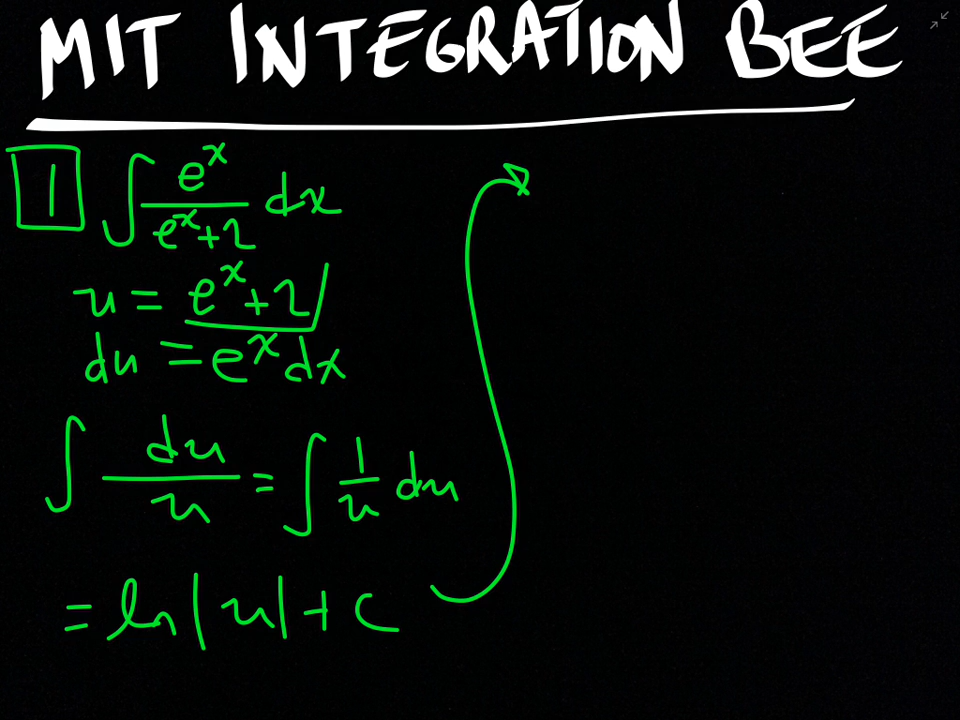 MIT INTEGRATION BEE
1 ∫ e^x/(e^x+2) dx
u = e^x+2
du = e^x dx
∫ du/u = ∫ 1/u du
= ln|u|+c